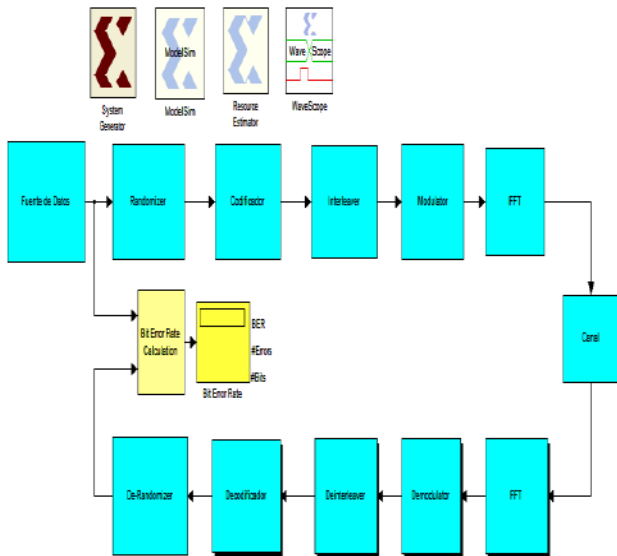 ModelSim
Wave Scope
System
Generator
ModelSim
Resource
Estimator
WaveScope
Fuente de Datos
Randomizer
Codificador
Interleaver
Modulator
IFFT
Canal
Bit Error Rate
Calculation
BER
#Errors
#Bits
Bit Error Rate
De-Randomizer
Decodificador
Deinterleaver
Demodulator
FFT